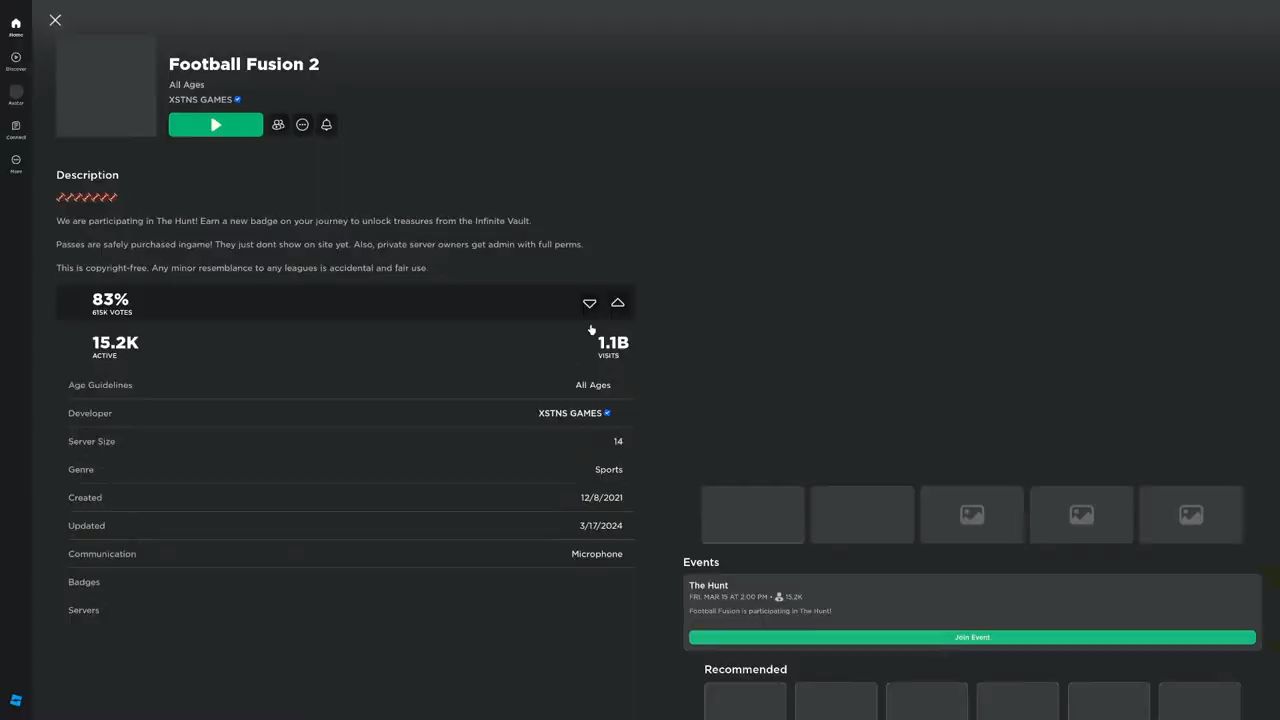 Home
Discover
Avatar
Connect
More
Football Fusion 2
All Ages
XSTNS GAMES
Description
We are participating in The Hunt! Earn a new badge on your journey to unlock treasures from the Infinite Vault.
Passes are safely purchased ingame! They just dont show on site yet. Also, private server owners get admin with full perms.
This is copyright-free. Any minor resemblance to any leagues is accidental and fair use.
83%
615K VOTES
15.2K
ACTIVE
1.1B
VISITS
Age Guidelines All Ages
Developer XSTNS GAMES
Server Size 14
Genre Sports
Created 12/8/2021
Updated 3/17/2024
Communication Microphone
Badges
Servers
Events
The Hunt
FRI, MAR 15 AT 2:00 PM • 15.2K
Football Fusion is participating in The Hunt!
Join Event
Recommended